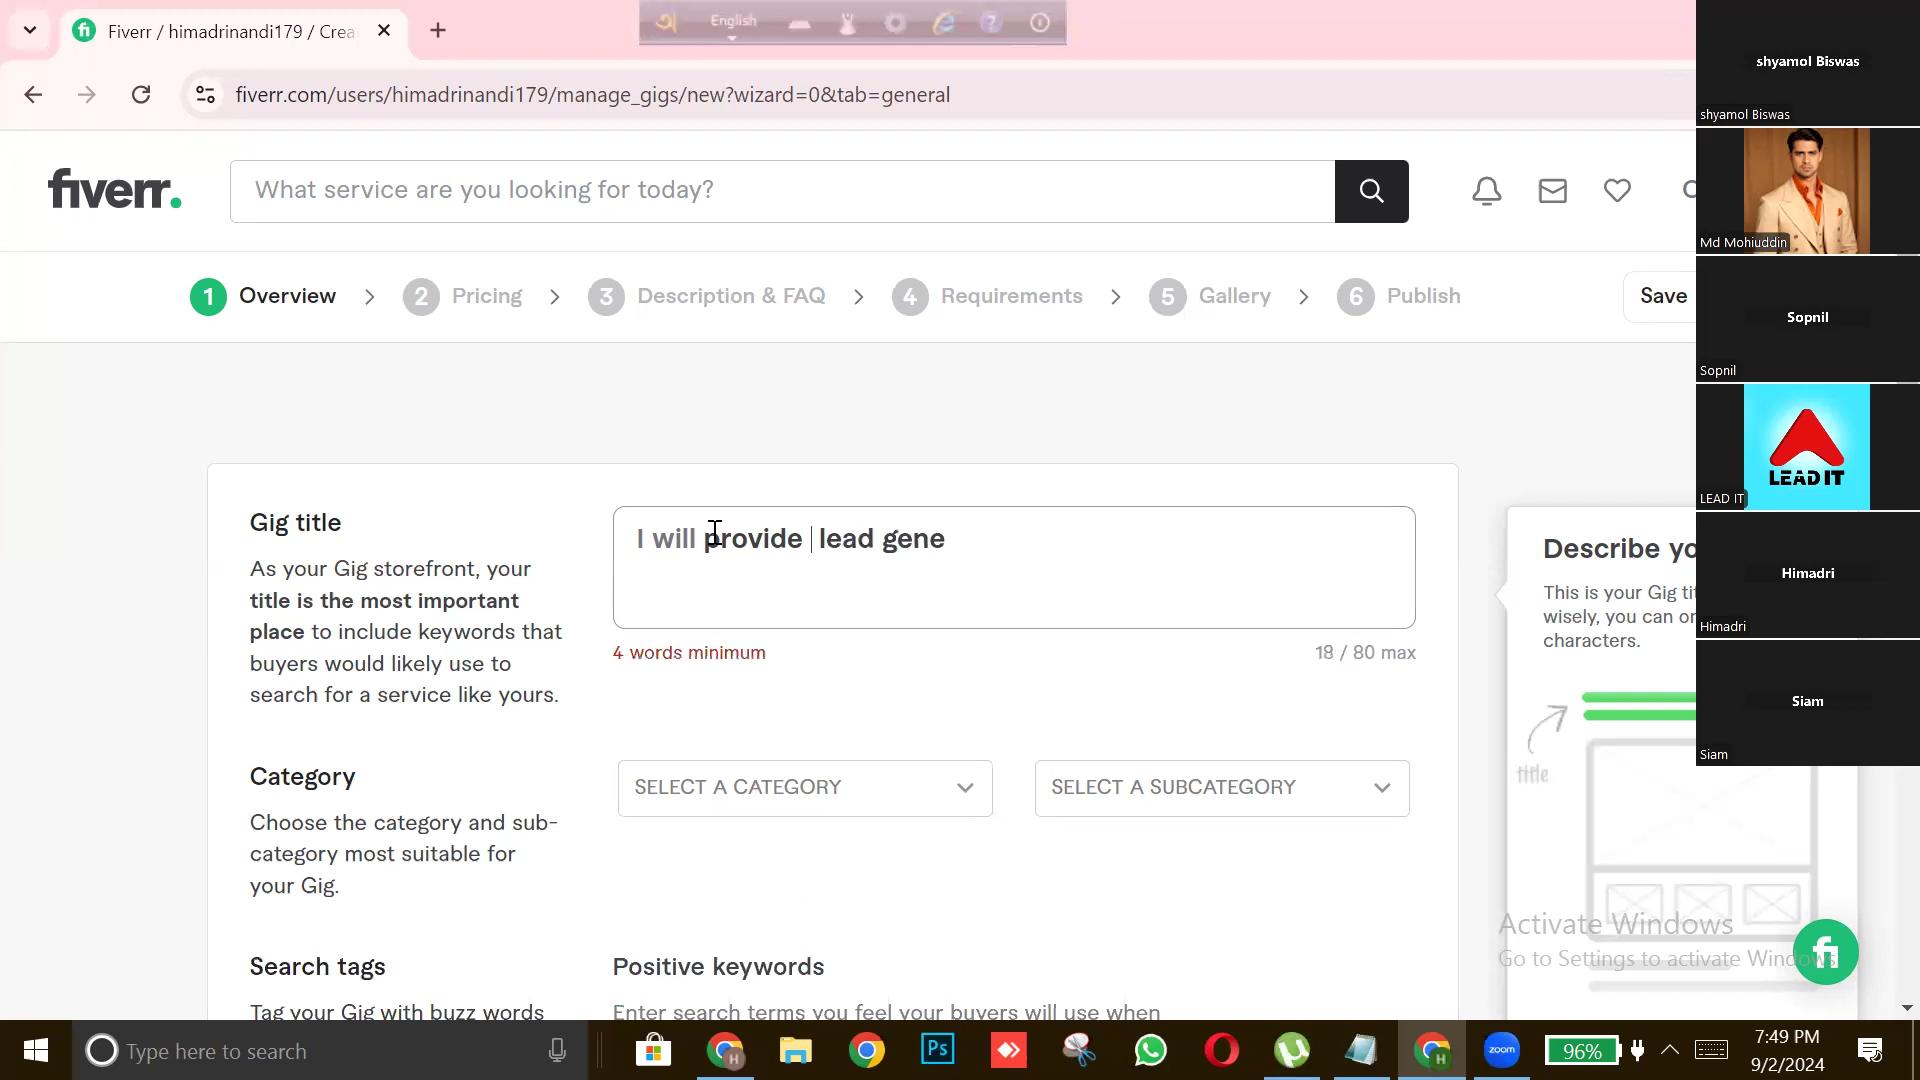 Fiverr / himadrinandi179 / Crea
English
fiverr.com/users/himadrinandi179/manage_gigs/new?wizard=0&tab=general
fiverr.
What service are you looking for today?
1 Overview
2 Pricing
3 Description & FAQ
4 Requirements
5 Gallery
6 Publish
Save
Gig title
As your Gig storefront, your
title is the most important
place to include keywords that
buyers would likely use to
search for a service like yours.
I will provide lead gene
4 words minimum
18 / 80 max
Category
Choose the category and sub-
category most suitable for
your Gig.
SELECT A CATEGORY
SELECT A SUBCATEGORY
Search tags
Tag your Gig with buzz words
Positive keywords
Enter search terms you feel your buyers will use when
Describe yo
This is your Gig tit
wisely, you can on
characters.
title
Activate Windows
Go to Settings to activate Windows.
fi
shyamol Biswas
shyamol Biswas
Md Mohiuddin
Sopnil
Sopnil
LEAD IT
LEAD IT
Himadri
Himadri
Siam
Siam
Type here to search
H
Ps
H
zoom
96%
7:49 PM
9/2/2024